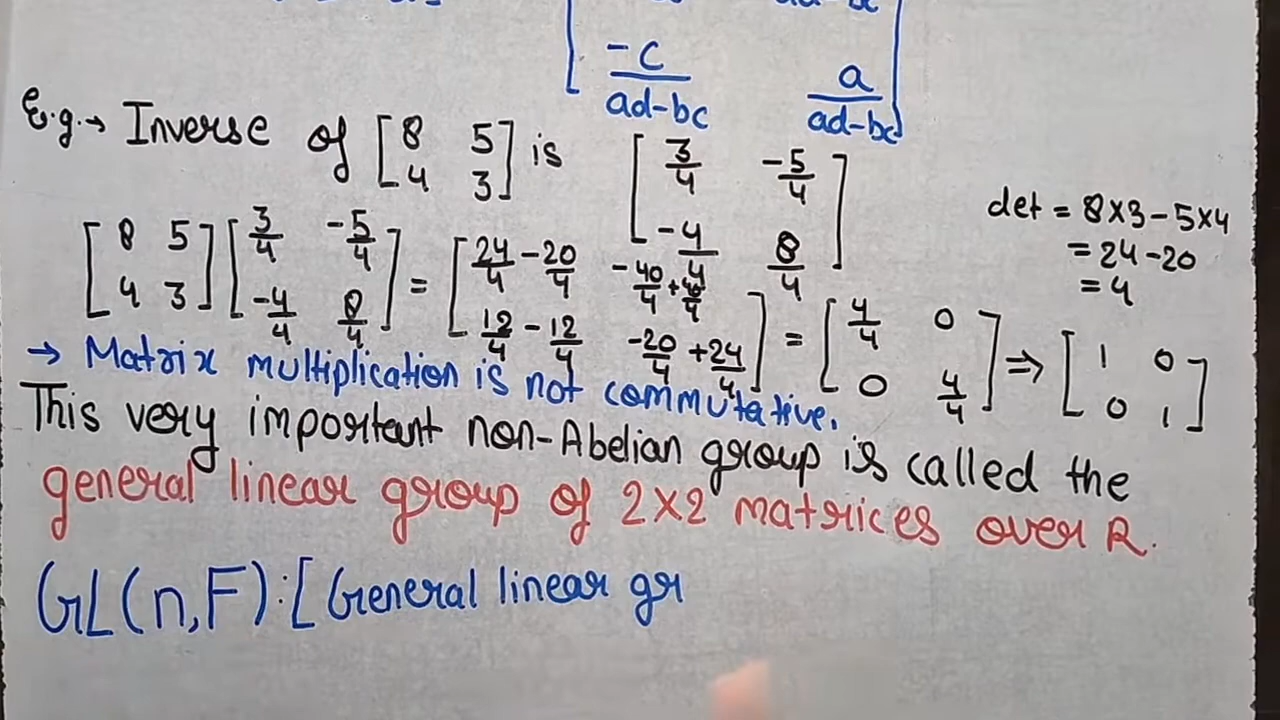 -c/ad-bc a/ad-bc
E.g.→ Inverse of [8 5 4 3] is [3/4 -5/4 -4/4 8/4]
det = 8×3-5×4
= 24-20
= 4
[8 5 4 3] [3/4 -5/4 -4/4 8/4] = [24/4-20/4 -40/4+40/4 12/4-12/4 -20/4+24/4] = [4/4 0 0 4/4] ⇒ [1 0 0 1]
→ Matrix multiplication is not commutative.
This very important non-Abelian group is called the
general linear group of 2×2 matrices over R.
GL(n,F):[General linear gr